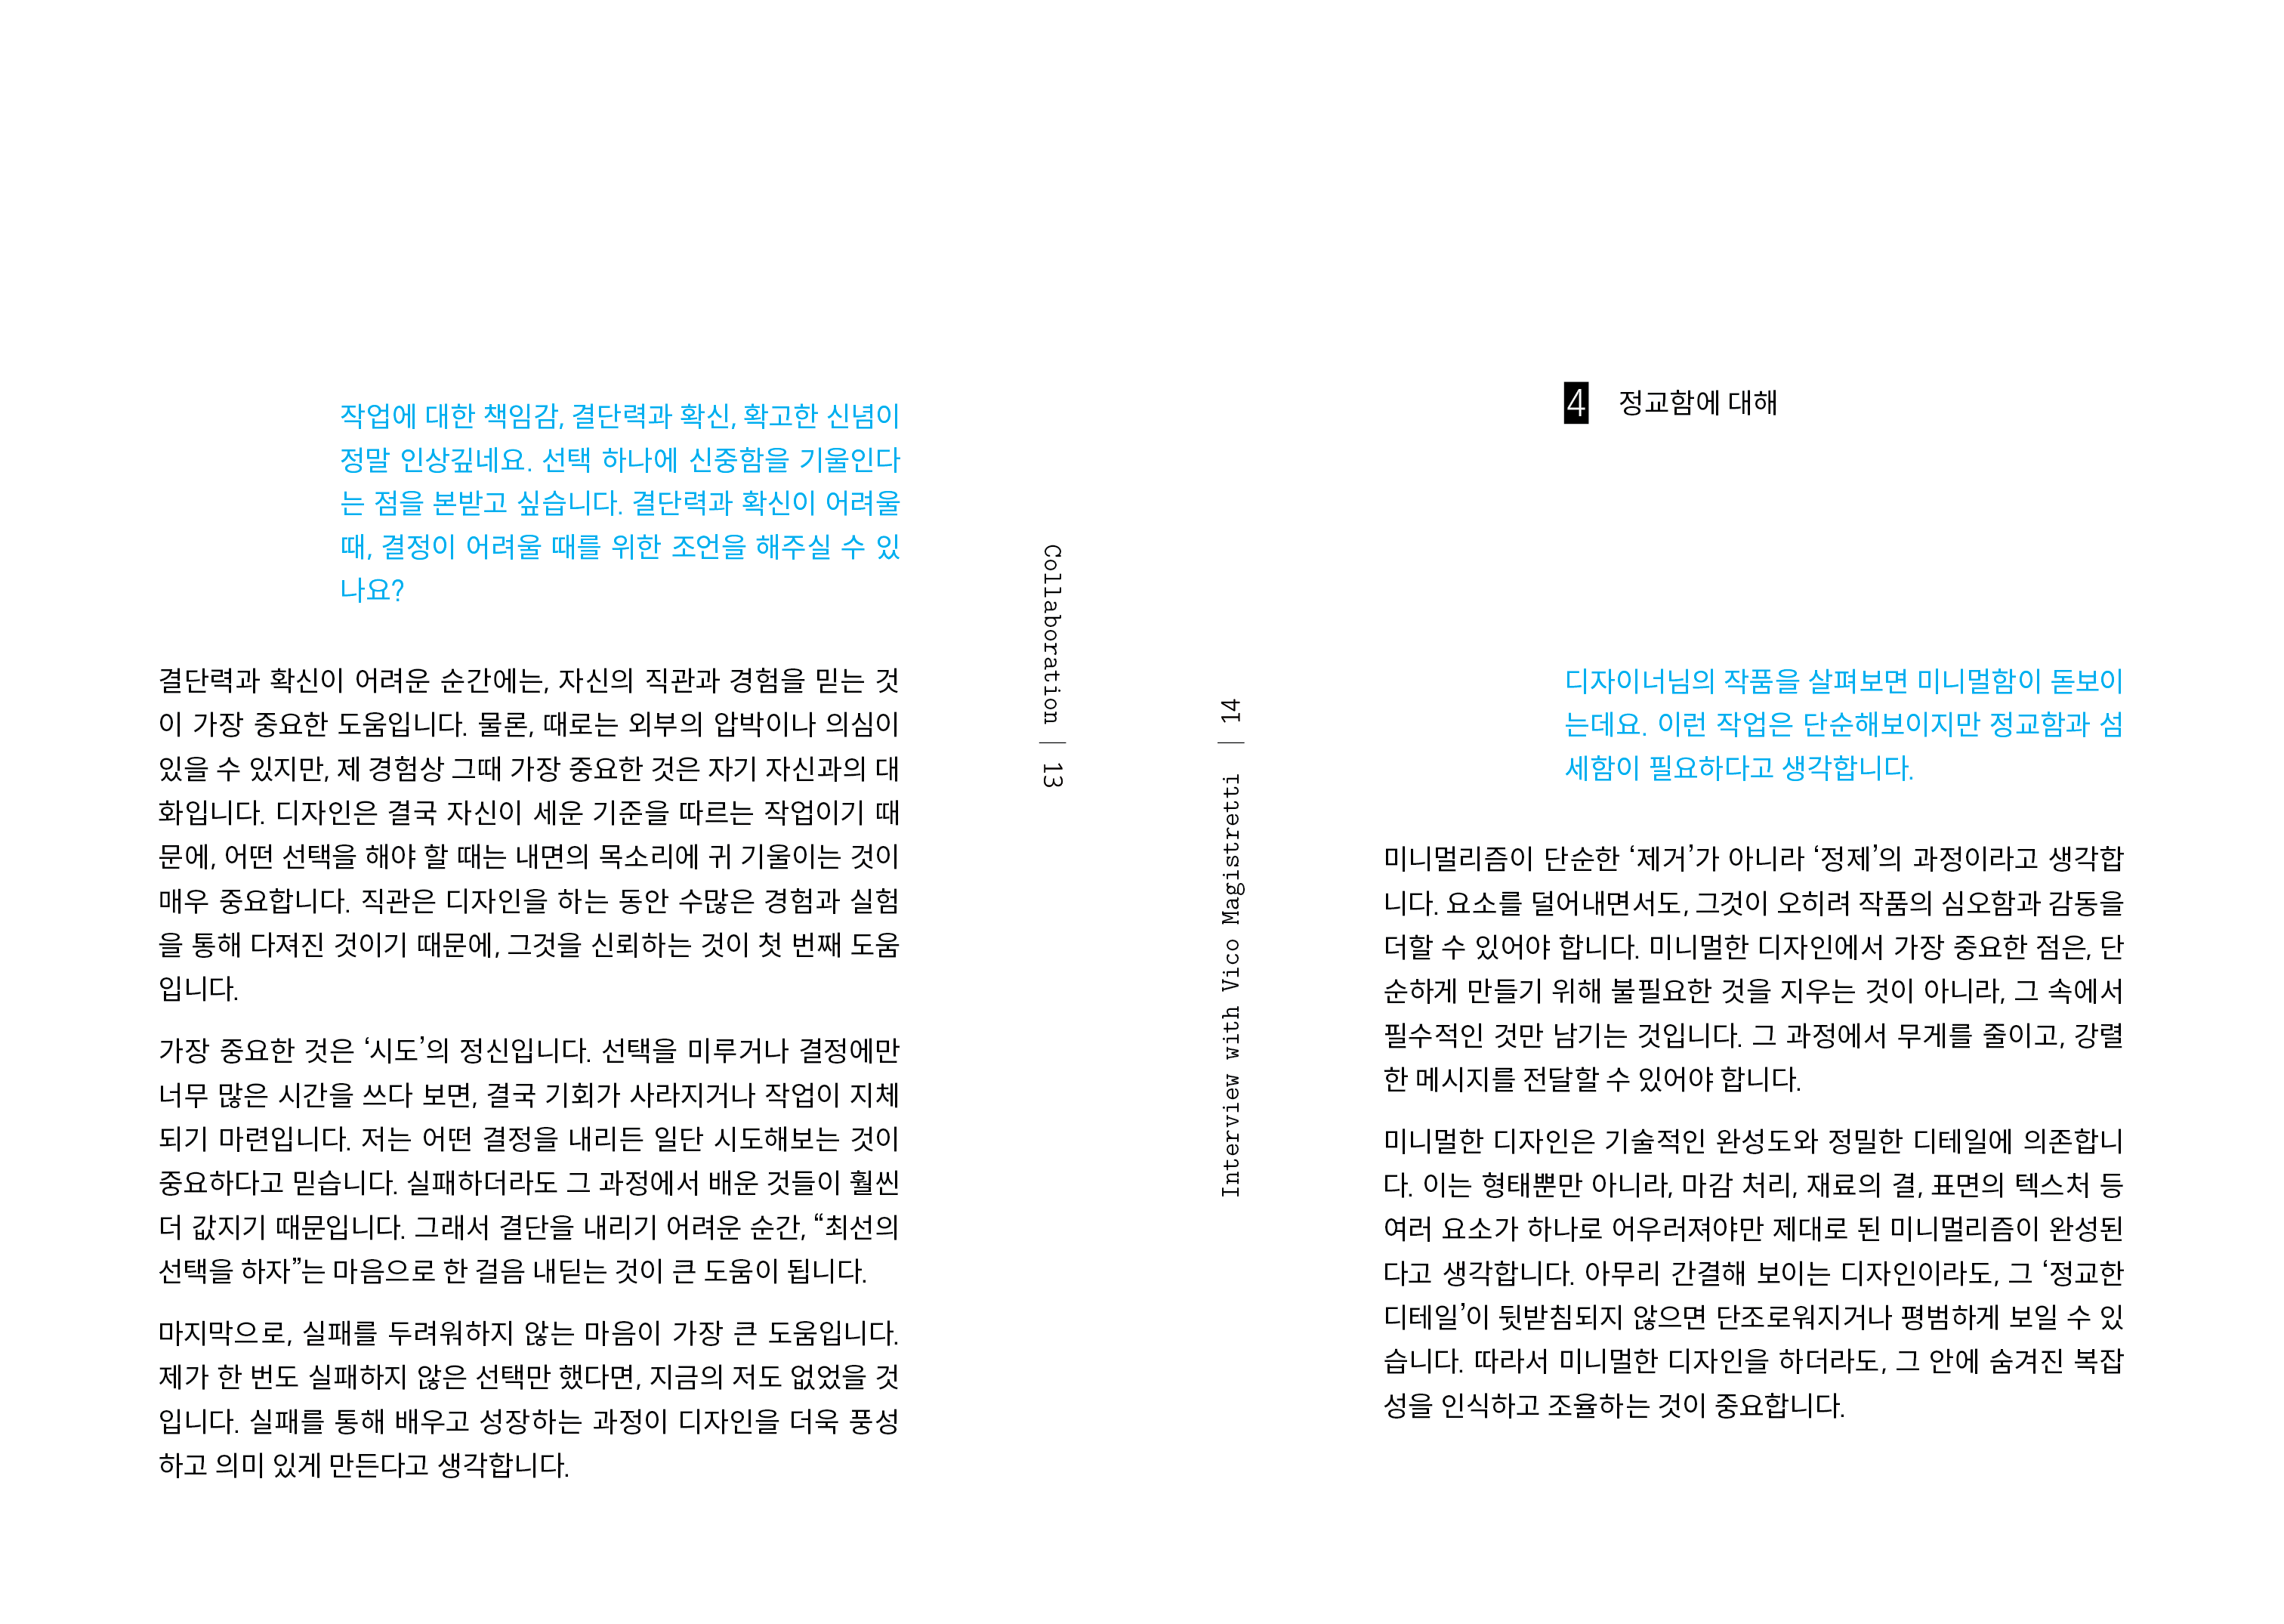 작업에 대한 책임감, 결단력과 확신, 확고한 신념이
정말 인상깊네요. 선택 하나에 신중함을 기울인다
는 점을 본받고 싶습니다. 결단력과 확신이 어려울
때, 결정이 어려울 때를 위한 조언을 해주실 수 있
나요?
결단력과 확신이 어려운 순간에는, 자신의 직관과 경험을 믿는 것
이 가장 중요한 도움입니다. 물론, 때로는 외부의 압박이나 의심이
있을 수 있지만, 제 경험상 그때 가장 중요한 것은 자기 자신과의 대
화입니다. 디자인은 결국 자신이 세운 기준을 따르는 작업이기 때
문에, 어떤 선택을 해야 할 때는 내면의 목소리에 귀 기울이는 것이
매우 중요합니다. 직관은 디자인을 하는 동안 수많은 경험과 실험
을 통해 다져진 것이기 때문에, 그것을 신뢰하는 것이 첫 번째 도움
입니다.
가장 중요한 것은 ‘시도’의 정신입니다. 선택을 미루거나 결정에만
너무 많은 시간을 쓰다 보면, 결국 기회가 사라지거나 작업이 지체
되기 마련입니다. 저는 어떤 결정을 내리든 일단 시도해보는 것이
중요하다고 믿습니다. 실패하더라도 그 과정에서 배운 것들이 훨씬
더 값지기 때문입니다. 그래서 결단을 내리기 어려운 순간, “최선의
선택을 하자”는 마음으로 한 걸음 내딛는 것이 큰 도움이 됩니다.
마지막으로, 실패를 두려워하지 않는 마음이 가장 큰 도움입니다.
제가 한 번도 실패하지 않은 선택만 했다면, 지금의 저도 없었을 것
입니다. 실패를 통해 배우고 성장하는 과정이 디자인을 더욱 풍성
하고 의미 있게 만든다고 생각합니다.
Collaboration | 13
Interview with Vico Magistretti | 14
4 정교함에 대해
디자이너님의 작품을 살펴보면 미니멀함이 돋보이
는데요. 이런 작업은 단순해보이지만 정교함과 섬
세함이 필요하다고 생각합니다.
미니멀리즘이 단순한 ‘제거’가 아니라 ‘정제’의 과정이라고 생각합
니다. 요소를 덜어내면서도, 그것이 오히려 작품의 심오함과 감동을
더할 수 있어야 합니다. 미니멀한 디자인에서 가장 중요한 점은, 단
순하게 만들기 위해 불필요한 것을 지우는 것이 아니라, 그 속에서
필수적인 것만 남기는 것입니다. 그 과정에서 무게를 줄이고, 강렬
한 메시지를 전달할 수 있어야 합니다.
미니멀한 디자인은 기술적인 완성도와 정밀한 디테일에 의존합니
다. 이는 형태뿐만 아니라, 마감 처리, 재료의 결, 표면의 텍스처 등
여러 요소가 하나로 어우러져야만 제대로 된 미니멀리즘이 완성된
다고 생각합니다. 아무리 간결해 보이는 디자인이라도, 그 ‘정교한
디테일’이 뒷받침되지 않으면 단조로워지거나 평범하게 보일 수 있
습니다. 따라서 미니멀한 디자인을 하더라도, 그 안에 숨겨진 복잡
성을 인식하고 조율하는 것이 중요합니다.